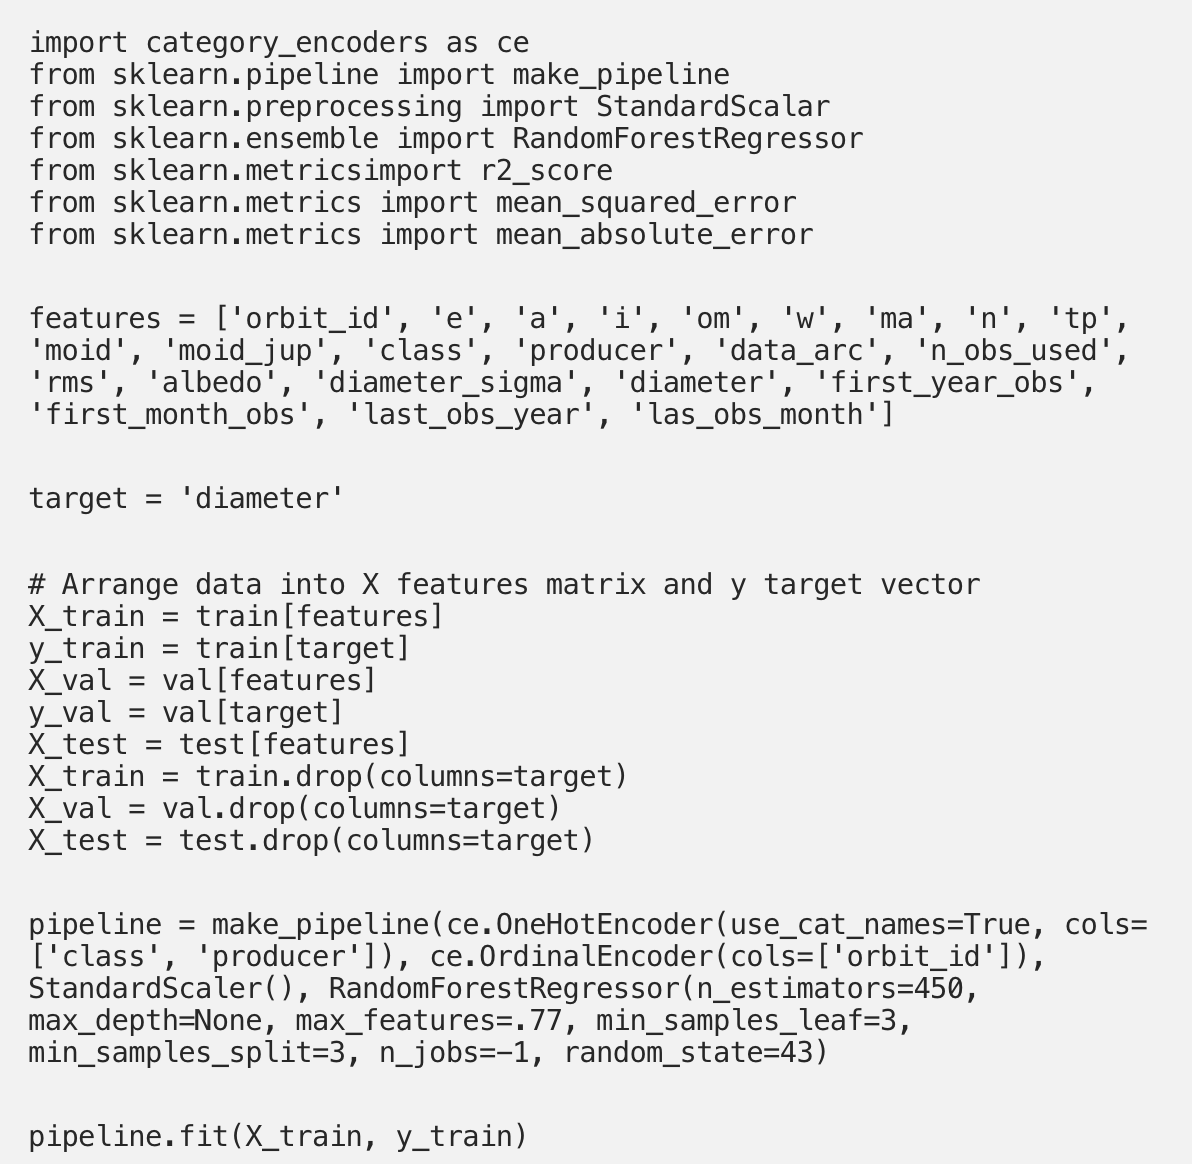 import category_encoders as ce
from sklearn.pipeline import make_pipeline
from sklearn.preprocessing import StandardScalar
from sklearn.ensemble import RandomForestRegressor
from sklearn.metricsimport r2_score
from sklearn.metrics import mean_squared_error
from sklearn.metrics import mean_absolute_error
features = ['orbit_id', 'e', 'a', 'i', 'om', 'w', 'ma', 'n', 'tp',
'moid', 'moid_jup', 'class', 'producer', 'data_arc', 'n_obs_used',
'rms', 'albedo', 'diameter_sigma', 'diameter', 'first_year_obs',
'first_month_obs', 'last_obs_year', 'las_obs_month']
target = 'diameter'
# Arrange data into X features matrix and y target vector
X_train = train[features]
y_train = train[target]
X_val = val[features]
y_val = val[target]
X_test = test[features]
X_train = train.drop(columns=target)
X_val = val.drop(columns=target)
X_test = test.drop(columns=target)
pipeline = make_pipeline(ce.OneHotEncoder(use_cat_names=True, cols=
['class', 'producer']), ce.OrdinalEncoder(cols=['orbit_id']),
StandardScaler(), RandomForestRegressor(n_estimators=450,
max_depth=None, max_features=.77, min_samples_leaf=3,
min_samples_split=3, n_jobs=−1, random_state=43)
pipeline.fit(X_train, y_train)